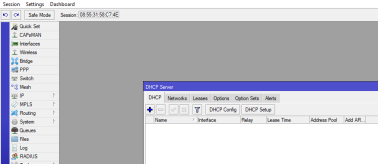 Session Settings Dashboard
Safe Mode Session: 08:55:31:58:C7:4E
Quick Set
CAPsMAN
Interfaces
Wireless
Bridge
PPP
Switch
Mesh
IP
MPLS
Routing
System
Queues
Files
Log
RADIUS
DHCP Server
DHCP Networks Leases Options Option Sets Alerts
DHCP Config DHCP Setup
Name / Interface Relay Lease Time Address Pool Add AR...